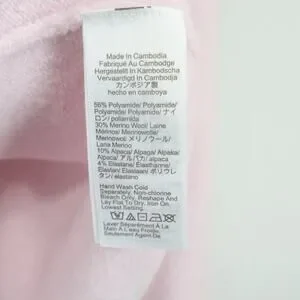 Made In Cambodia
Fabriqué Au Cambodge
Hergestellt In Kambodscha
Vervaardigd In Cambodja
カンボジア製
hecho en camboya
56% Polyamide/ Polyamide/
Polyamid/ Polyamide/ ナイ
ロン/ poliamida
30% Merino Wool/ Laine
Merinos/ Merinowolle/
Merinowol/ メリノウール/
Lana Merino
10% Alpaca/ Alpaga/ Alpaka/
Alpaca/ アルパカ/ alpaca
4% Elastane/ Elasthanne/
Elastan/ Elastaan/ ポリウレ
タン/ elastano
Hand Wash Cold
Separately. Non-chlorine
Bleach Only. Reshape And
Lay Flat To Dry. Iron On
Lowest Setting.
Laver Séparément À La
Main À L'eau Froide.
Seulement Agent De